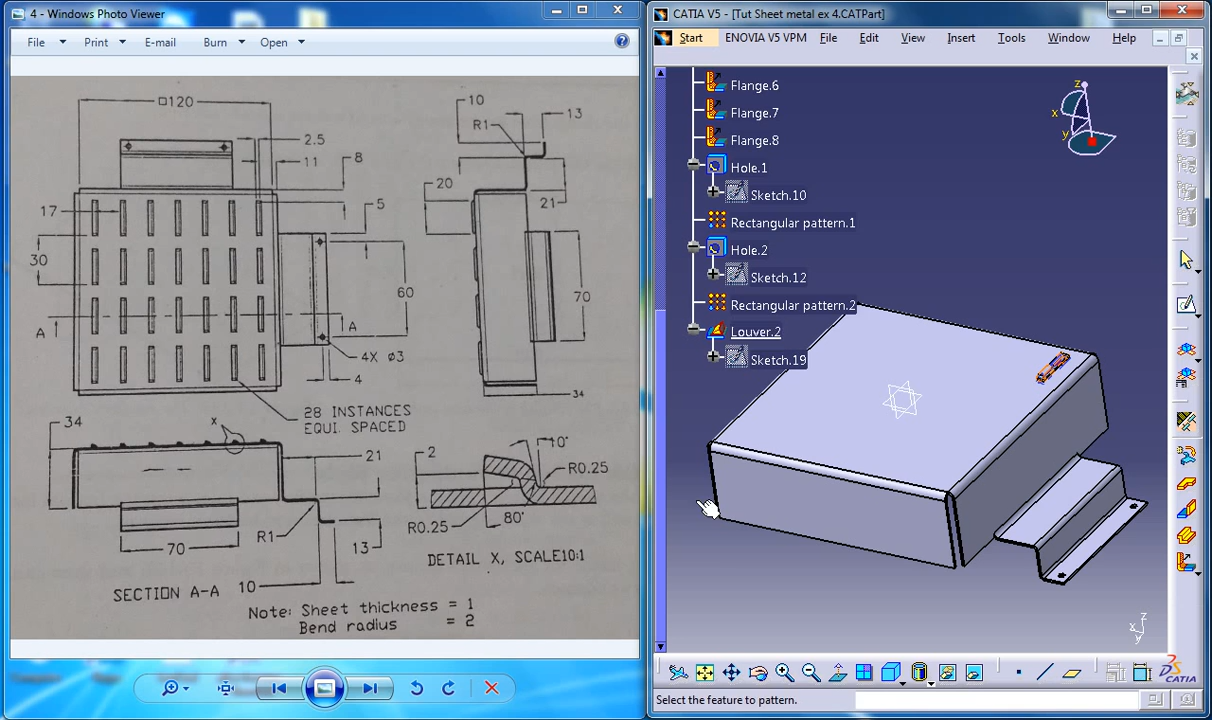 4 - Windows Photo Viewer
File Print E-mail Burn Open
□120
2.5
11
8
17
5
30
60
A
A
4X ø3
4
28 INSTANCES
EQUI. SPACED
10
13
R1
20
21
70
34
34
x
21
70
R1
13
10
SECTION A-A
2
10°
R0.25
R0.25
80°
DETAIL X, SCALE10:1
Note: Sheet thickness = 1
Bend radius = 2
CATIA V5 - [Tut Sheet metal ex 4.CATPart]
Start ENOVIA V5 VPM File Edit View Insert Tools Window Help
Flange.6
Flange.7
Flange.8
Hole.1
Sketch.10
Rectangular pattern.1
Hole.2
Sketch.12
Rectangular pattern.2
Louver.2
Sketch.19
z
x
y
z
x
y
CATIA
Select the feature to pattern.